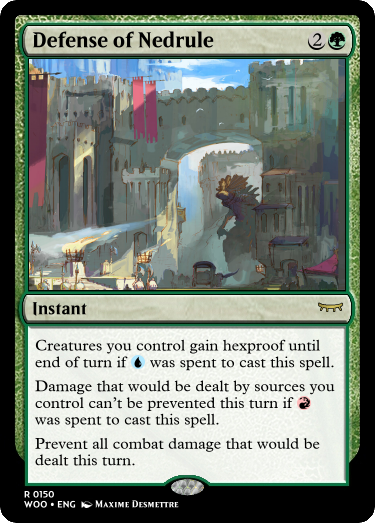 Defense of Nedrule 2
Instant
Creatures you control gain hexproof until
end of turn if was spent to cast this spell.
Damage that would be dealt by sources you
control can't be prevented this turn if
was spent to cast this spell.
Prevent all combat damage that would be
dealt this turn.
R 0150
WOO • ENG Maxime Desmettre